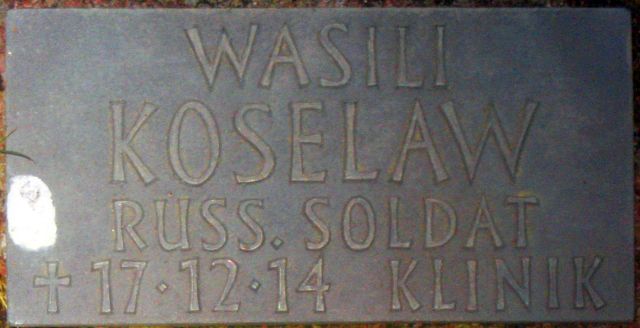 WASILI
KOSELAW
RUSS. SOLDAT
+ 17·12·14 KLINIK